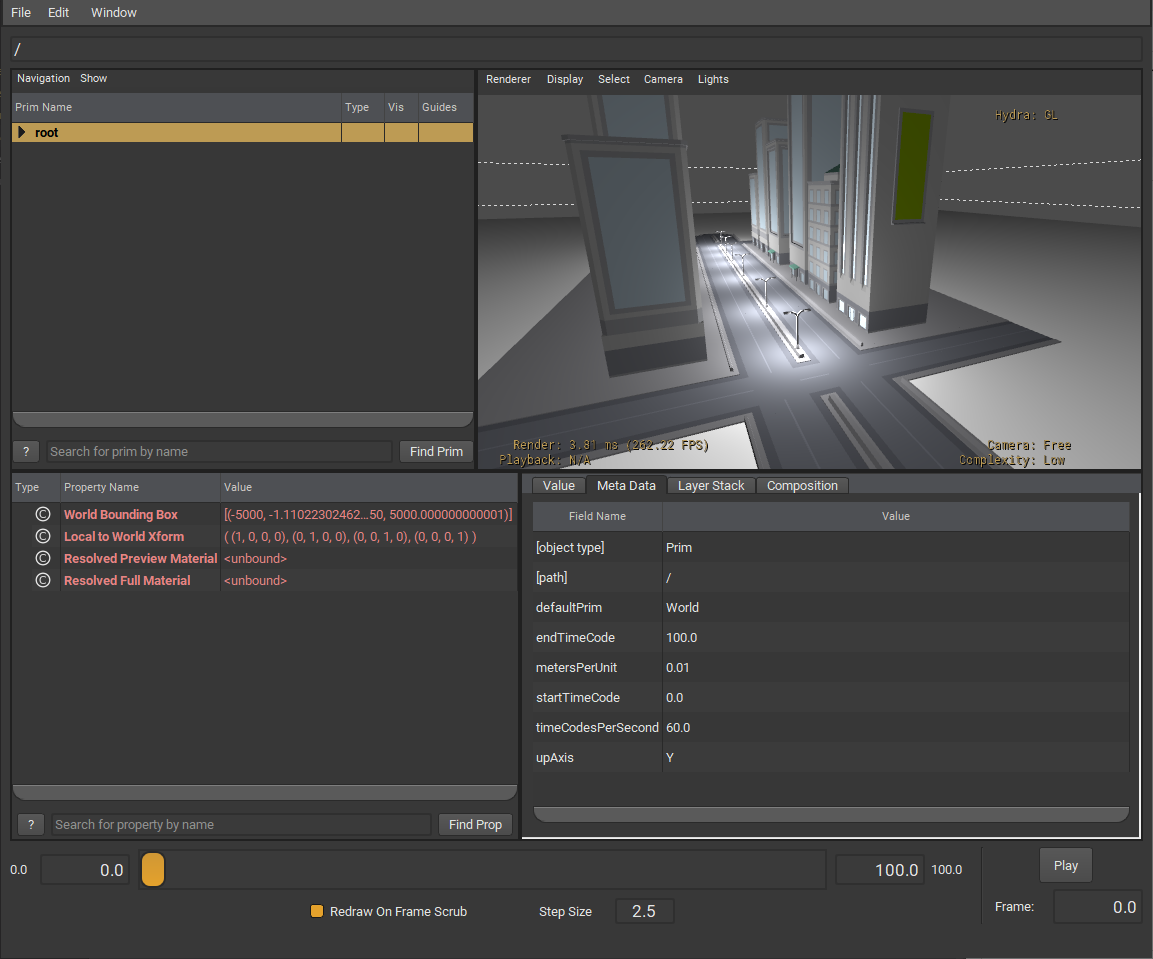 File Edit Window
/
Navigation Show
Prim Name Type Vis Guides
root
? Search for prim by name Find Prim
Renderer Display Select Camera Lights
Hydra: GL
Render: 3.81 ms (262.22 FPS)
Playback: N/A
Camera: Free
Complexity: Low
Type Property Name Value
C World Bounding Box [(-5000, -1.11022302462...50, 5000.000000000001)]
C Local to World Xform ( (1, 0, 0, 0), (0, 1, 0, 0), (0, 0, 1, 0), (0, 0, 0, 1) )
C Resolved Preview Material <unbound>
C Resolved Full Material <unbound>
? Search for property by name Find Prop
Value Meta Data Layer Stack Composition
Field Name Value
[object type] Prim
[path] /
defaultPrim World
endTimeCode 100.0
metersPerUnit 0.01
startTimeCode 0.0
timeCodesPerSecond 60.0
upAxis Y
0.0 0.0 100.0 100.0 Play
Redraw On Frame Scrub Step Size 2.5 Frame: 0.0